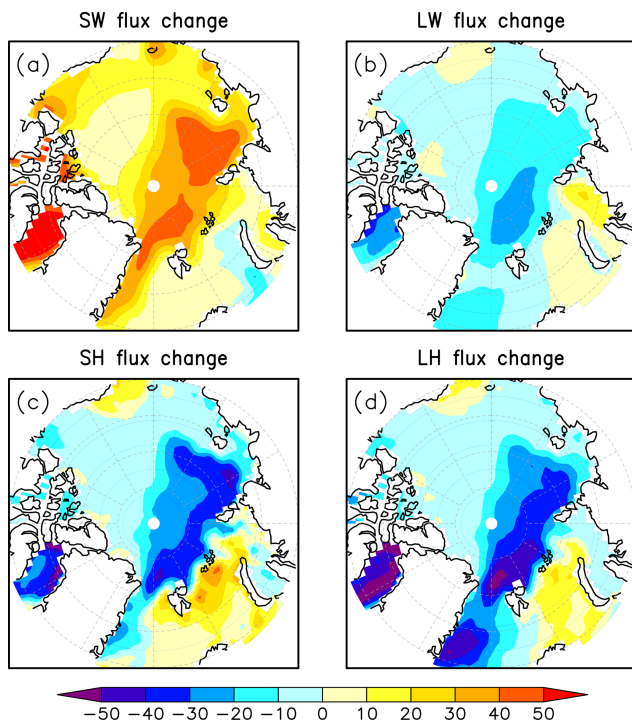 SW flux change
LW flux change
(a)
(b)
SH flux change
LH flux change
(c)
(d)
−50 −40 −30 −20 −10 0 10 20 30 40 50